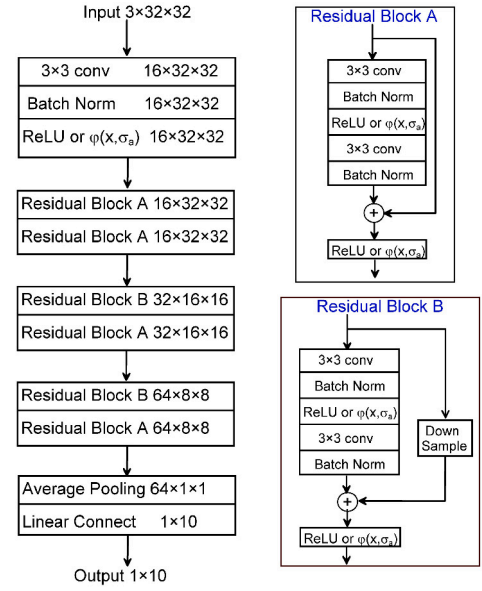 Input 3×32×32
3×3 conv 16×32×32
Batch Norm 16×32×32
ReLU or φ(x,σₐ) 16×32×32
Residual Block A 16×32×32
Residual Block A 16×32×32
Residual Block B 32×16×16
Residual Block A 32×16×16
Residual Block B 64×8×8
Residual Block A 64×8×8
Average Pooling 64×1×1
Linear Connect 1×10
Output 1×10
Residual Block A
3×3 conv
Batch Norm
ReLU or φ(x,σₐ)
3×3 conv
Batch Norm
+
ReLU or φ(x,σₐ)
Residual Block B
3×3 conv
Batch Norm
ReLU or φ(x,σₐ)
3×3 conv
Batch Norm
Down
Sample
+
ReLU or φ(x,σₐ)